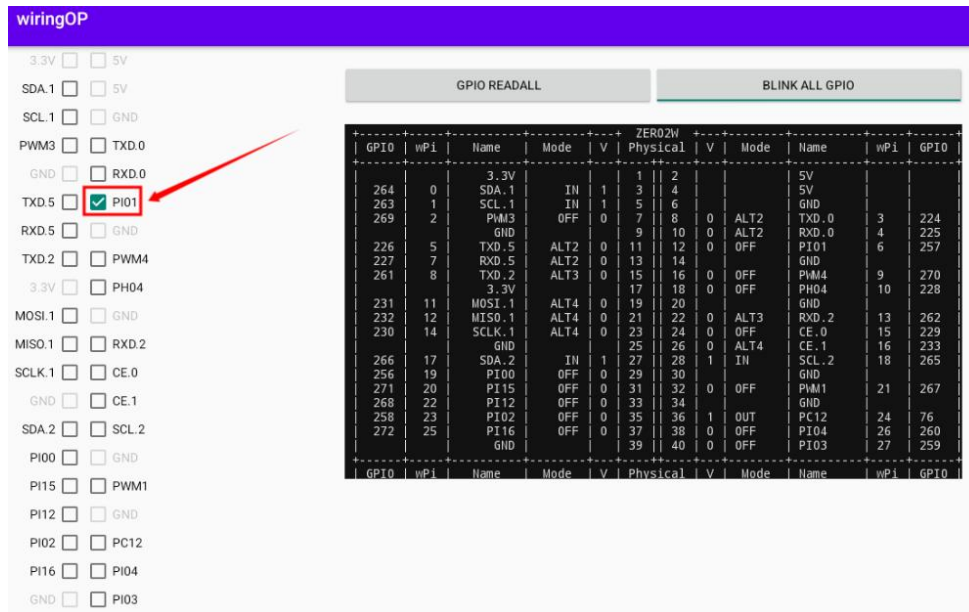 wiringOP
3.3V 5V
SDA.1 5V
SCL.1 GND
PWM3 TXD.0
GND RXD.0
TXD.5 PI01
RXD.5 GND
TXD.2 PWM4
3.3V PH04
MOSI.1 GND
MISO.1 RXD.2
SCLK.1 CE.0
GND CE.1
SDA.2 SCL.2
PI00 GND
PI15 PWM1
PI12 GND
PI02 PC12
PI16 PI04
GND PI03
GPIO READALL BLINK ALL GPIO
+------+-----+----------+--------+---+ ZERO2W +---+--------+----------+-----+------+
| GPIO | wPi | Name | Mode | V | Physical | V | Mode | Name | wPi | GPIO |
+------+-----+----------+--------+---+----++----+---+--------+----------+-----+------+
| | | 3.3V | | | 1 || 2 | | | 5V | | |
| 264 | 0 | SDA.1 | IN | 1 | 3 || 4 | | | 5V | | |
| 263 | 1 | SCL.1 | IN | 1 | 5 || 6 | | | GND | | |
| 269 | 2 | PWM3 | OFF | 0 | 7 || 8 | 0 | ALT2 | TXD.0 | 3 | 224 |
| | | GND | | | 9 || 10 | 0 | ALT2 | RXD.0 | 4 | 225 |
| 226 | 5 | TXD.5 | ALT2 | 0 | 11 || 12 | 0 | OFF | PI01 | 6 | 257 |
| 227 | 7 | RXD.5 | ALT2 | 0 | 13 || 14 | | | GND | | |
| 261 | 8 | TXD.2 | ALT3 | 0 | 15 || 16 | 0 | OFF | PWM4 | 9 | 270 |
| | | 3.3V | | | 17 || 18 | 0 | OFF | PH04 | 10 | 228 |
| 231 | 11 | MOSI.1 | ALT4 | 0 | 19 || 20 | | | GND | | |
| 232 | 12 | MISO.1 | ALT4 | 0 | 21 || 22 | 0 | ALT3 | RXD.2 | 13 | 262 |
| 230 | 14 | SCLK.1 | ALT4 | 0 | 23 || 24 | 0 | OFF | CE.0 | 15 | 229 |
| | | GND | | | 25 || 26 | 0 | ALT4 | CE.1 | 16 | 233 |
| 266 | 17 | SDA.2 | IN | 1 | 27 || 28 | 1 | IN | SCL.2 | 18 | 265 |
| 256 | 19 | PI00 | OFF | 0 | 29 || 30 | | | GND | | |
| 271 | 20 | PI15 | OFF | 0 | 31 || 32 | 0 | OFF | PWM1 | 21 | 267 |
| 268 | 22 | PI12 | OFF | 0 | 33 || 34 | | | GND | | |
| 258 | 23 | PI02 | OFF | 0 | 35 || 36 | 1 | OUT | PC12 | 24 | 76 |
| 272 | 25 | PI16 | OFF | 0 | 37 || 38 | 0 | OFF | PI04 | 26 | 260 |
| | | GND | | | 39 || 40 | 0 | OFF | PI03 | 27 | 259 |
+------+-----+----------+--------+---+----++----+---+--------+----------+-----+------+
| GPIO | wPi | Name | Mode | V | Physical | V | Mode | Name | wPi | GPIO |